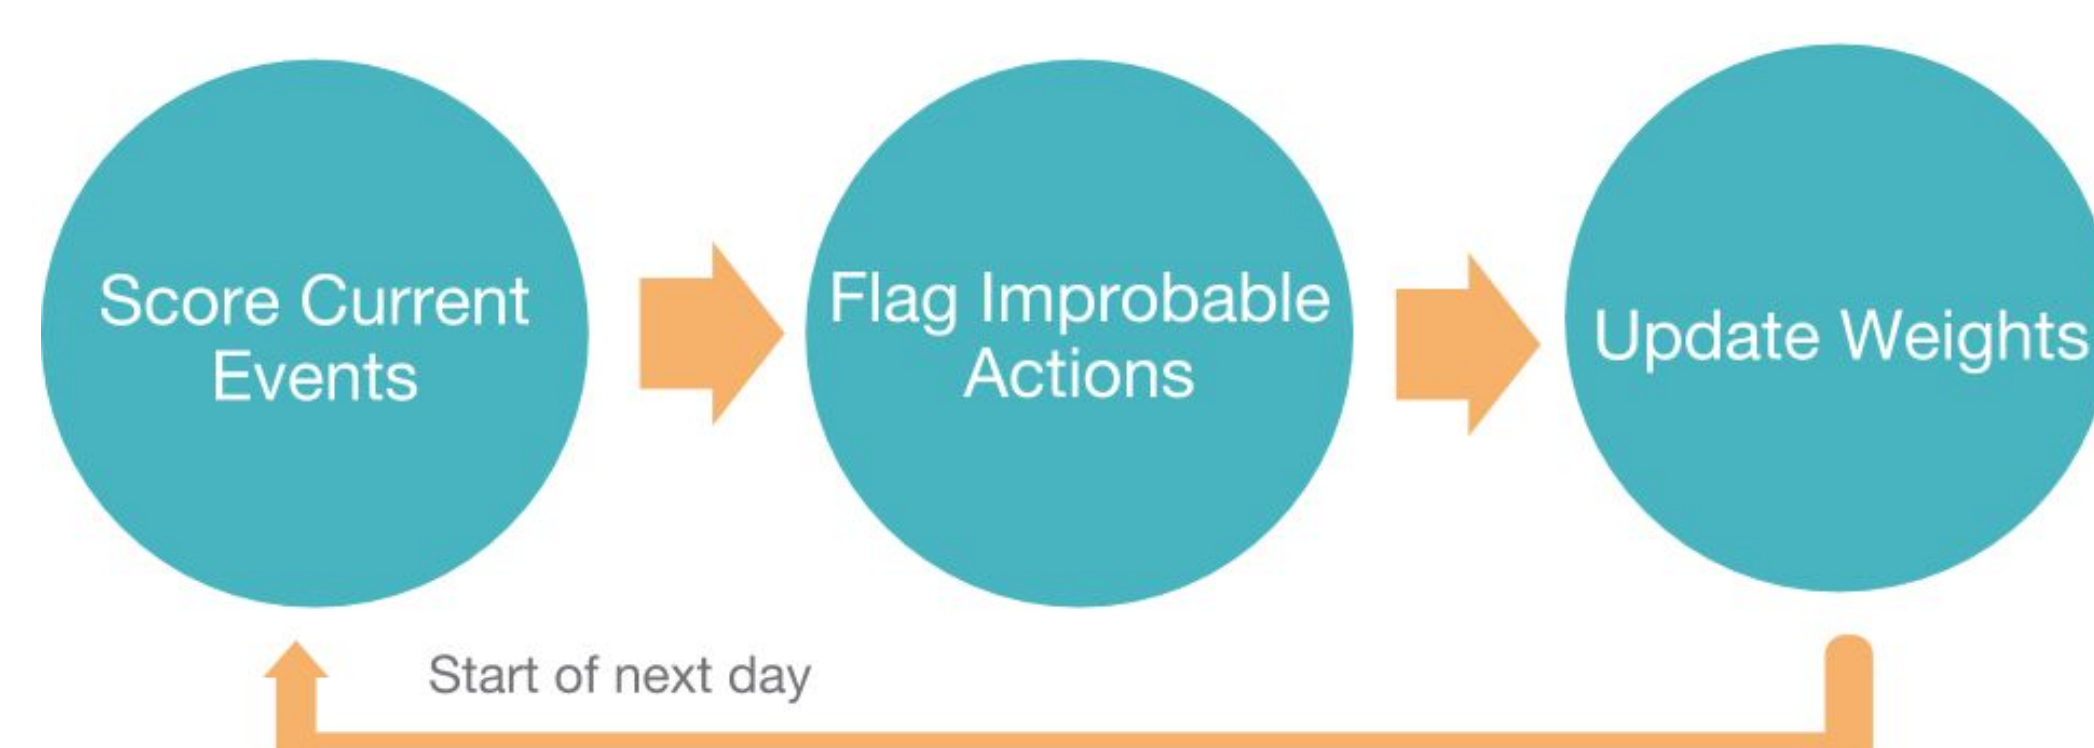 Score Current
Events
Flag Improbable
Actions
Update Weights
Start of next day